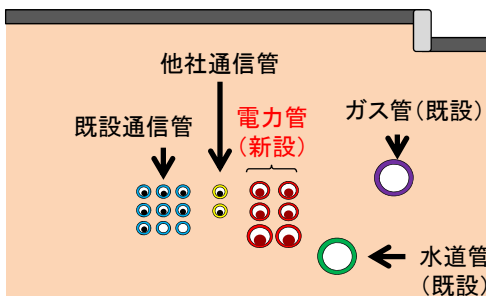 他社通信管
既設通信管
電力管
(新設)
ガス管(既設)
水道管
(既設)